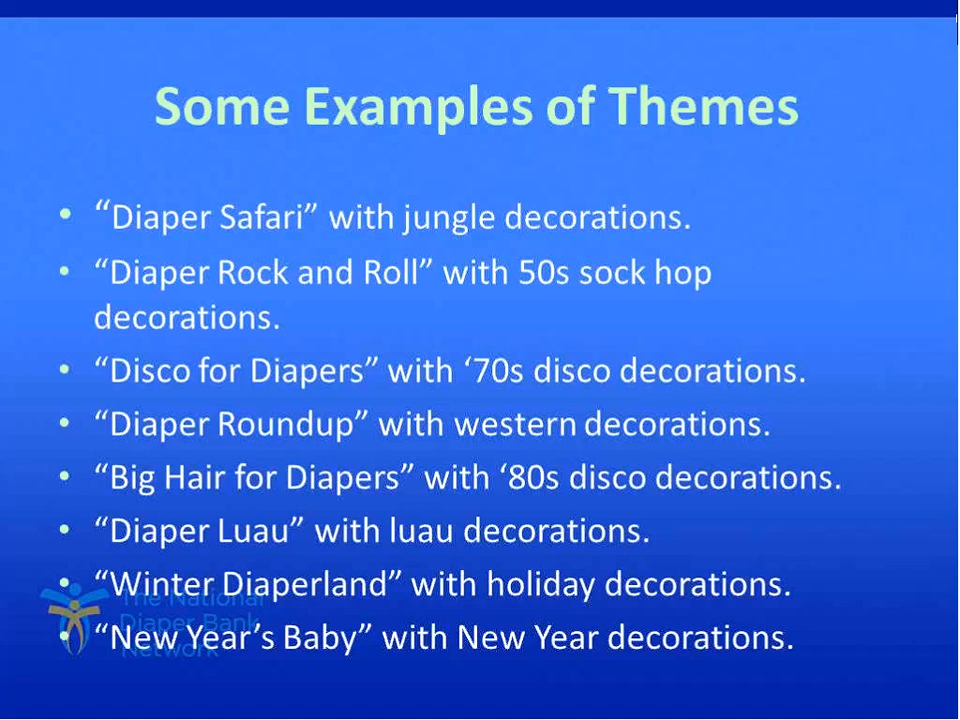 Some Examples of Themes
• “Diaper Safari” with jungle decorations.
• “Diaper Rock and Roll” with 50s sock hop
decorations.
• “Disco for Diapers” with ‘70s disco decorations.
• “Diaper Roundup” with western decorations.
• “Big Hair for Diapers” with ‘80s disco decorations.
• “Diaper Luau” with luau decorations.
• “Winter Diaperland” with holiday decorations.
The National
Diaper Bank
• “New Year’s Baby” with New Year decorations.
Network